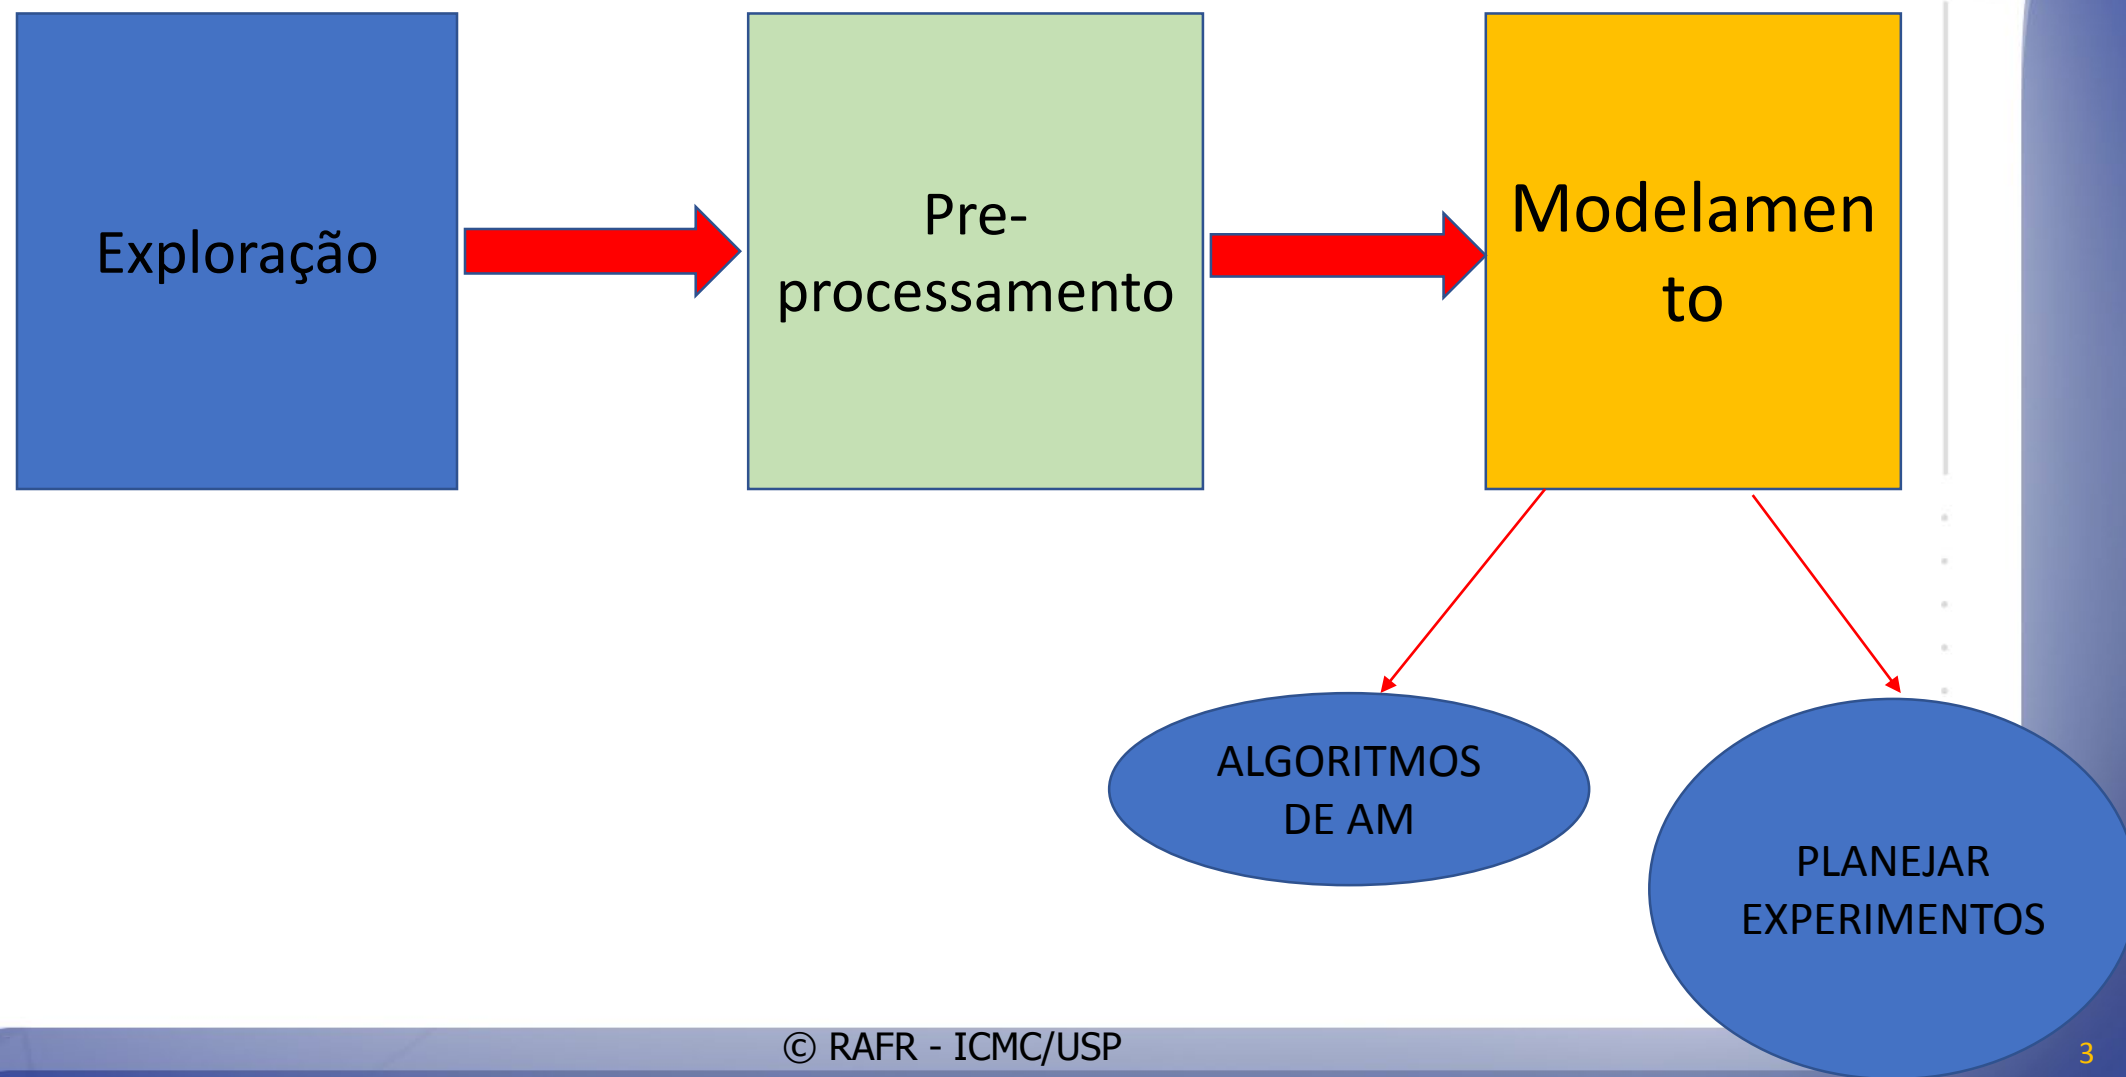 Exploração
Pre-
processamento
Modelamen
to
ALGORITMOS
DE AM
PLANEJAR
EXPERIMENTOS
© RAFR - ICMC/USP
3